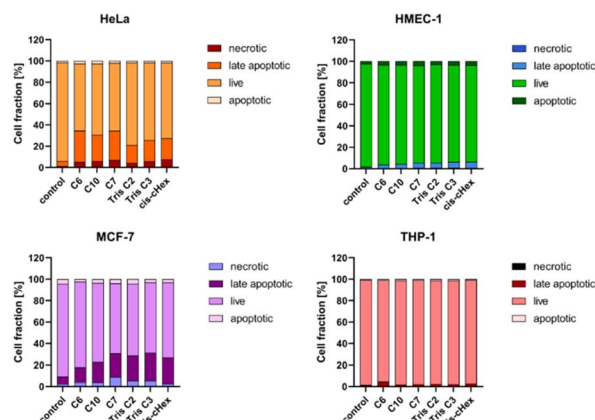 HeLa
Cell fraction [%]
120
100
80
60
40
20
0
control
C6
C10
C7
Tris C2
Tris C3
cis-cHex
necrotic
late apoptotic
live
apoptotic
HMEC-1
Cell fraction [%]
120
100
80
60
40
20
0
control
C6
C10
C7
Tris C2
Tris C3
cis-cHex
necrotic
late apoptotic
live
apoptotic
MCF-7
Cell fraction [%]
120
100
80
60
40
20
0
control
C6
C10
C7
Tris C2
Tris C3
cis-cHex
necrotic
late apoptotic
live
apoptotic
THP-1
Cell fraction [%]
120
100
80
60
40
20
0
control
C6
C10
C7
Tris C2
Tris C3
cis-cHex
necrotic
late apoptotic
live
apoptotic